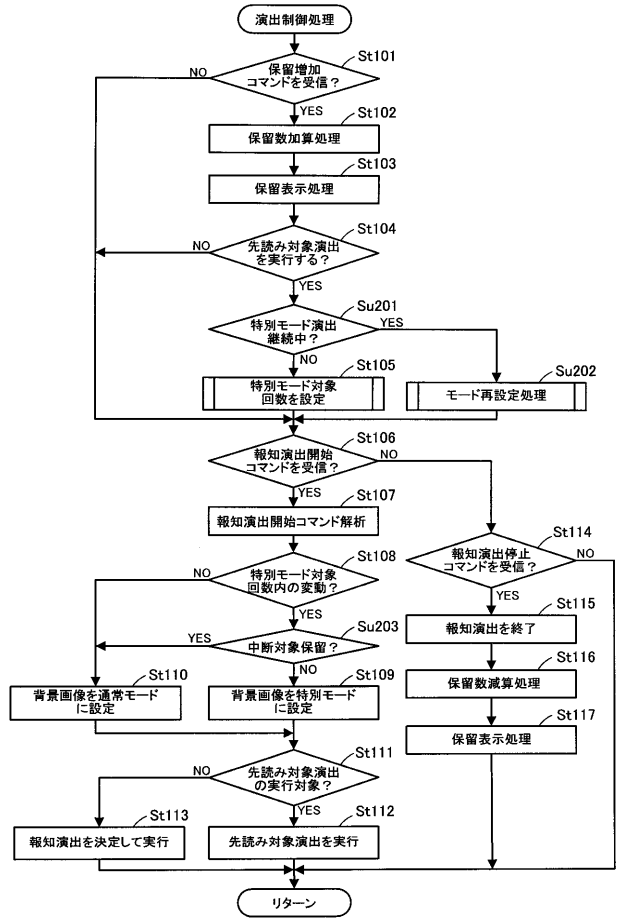 演出制御処理
St101
保留増加
コマンドを受信？
NO
YES
St102
保留数加算処理
St103
保留表示処理
St104
先読み対象演出
を実行する？
NO
YES
Su201
特別モード演出
継続中？
YES
NO
St105
特別モード対象
回数を設定
Su202
モード再設定処理
St106
報知演出開始
コマンドを受信？
NO
YES
St107
報知演出開始コマンド解析
St114
報知演出停止
コマンドを受信？
NO
YES
St108
特別モード対象
回数内の変動？
NO
YES
St115
報知演出を終了
Su203
中断対象保留？
YES
NO
St116
保留数減算処理
St110
背景画像を通常モード
に設定
St109
背景画像を特別モード
に設定
St117
保留表示処理
St111
先読み対象演出
の実行対象？
NO
YES
St113
報知演出を決定して実行
St112
先読み対象演出を実行
リターン